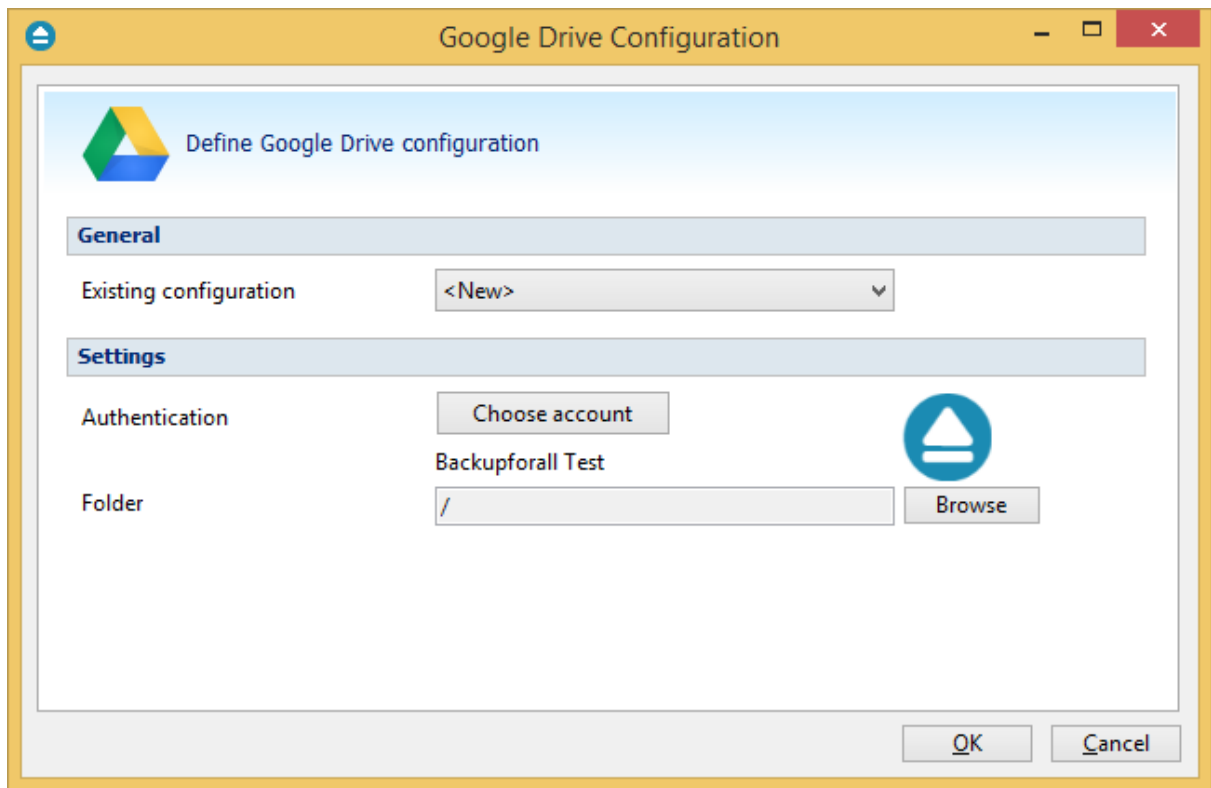 Google Drive Configuration
Define Google Drive configuration
General
Existing configuration <New>
Settings
Authentication Choose account
Backupforall Test
Folder / Browse
OK Cancel